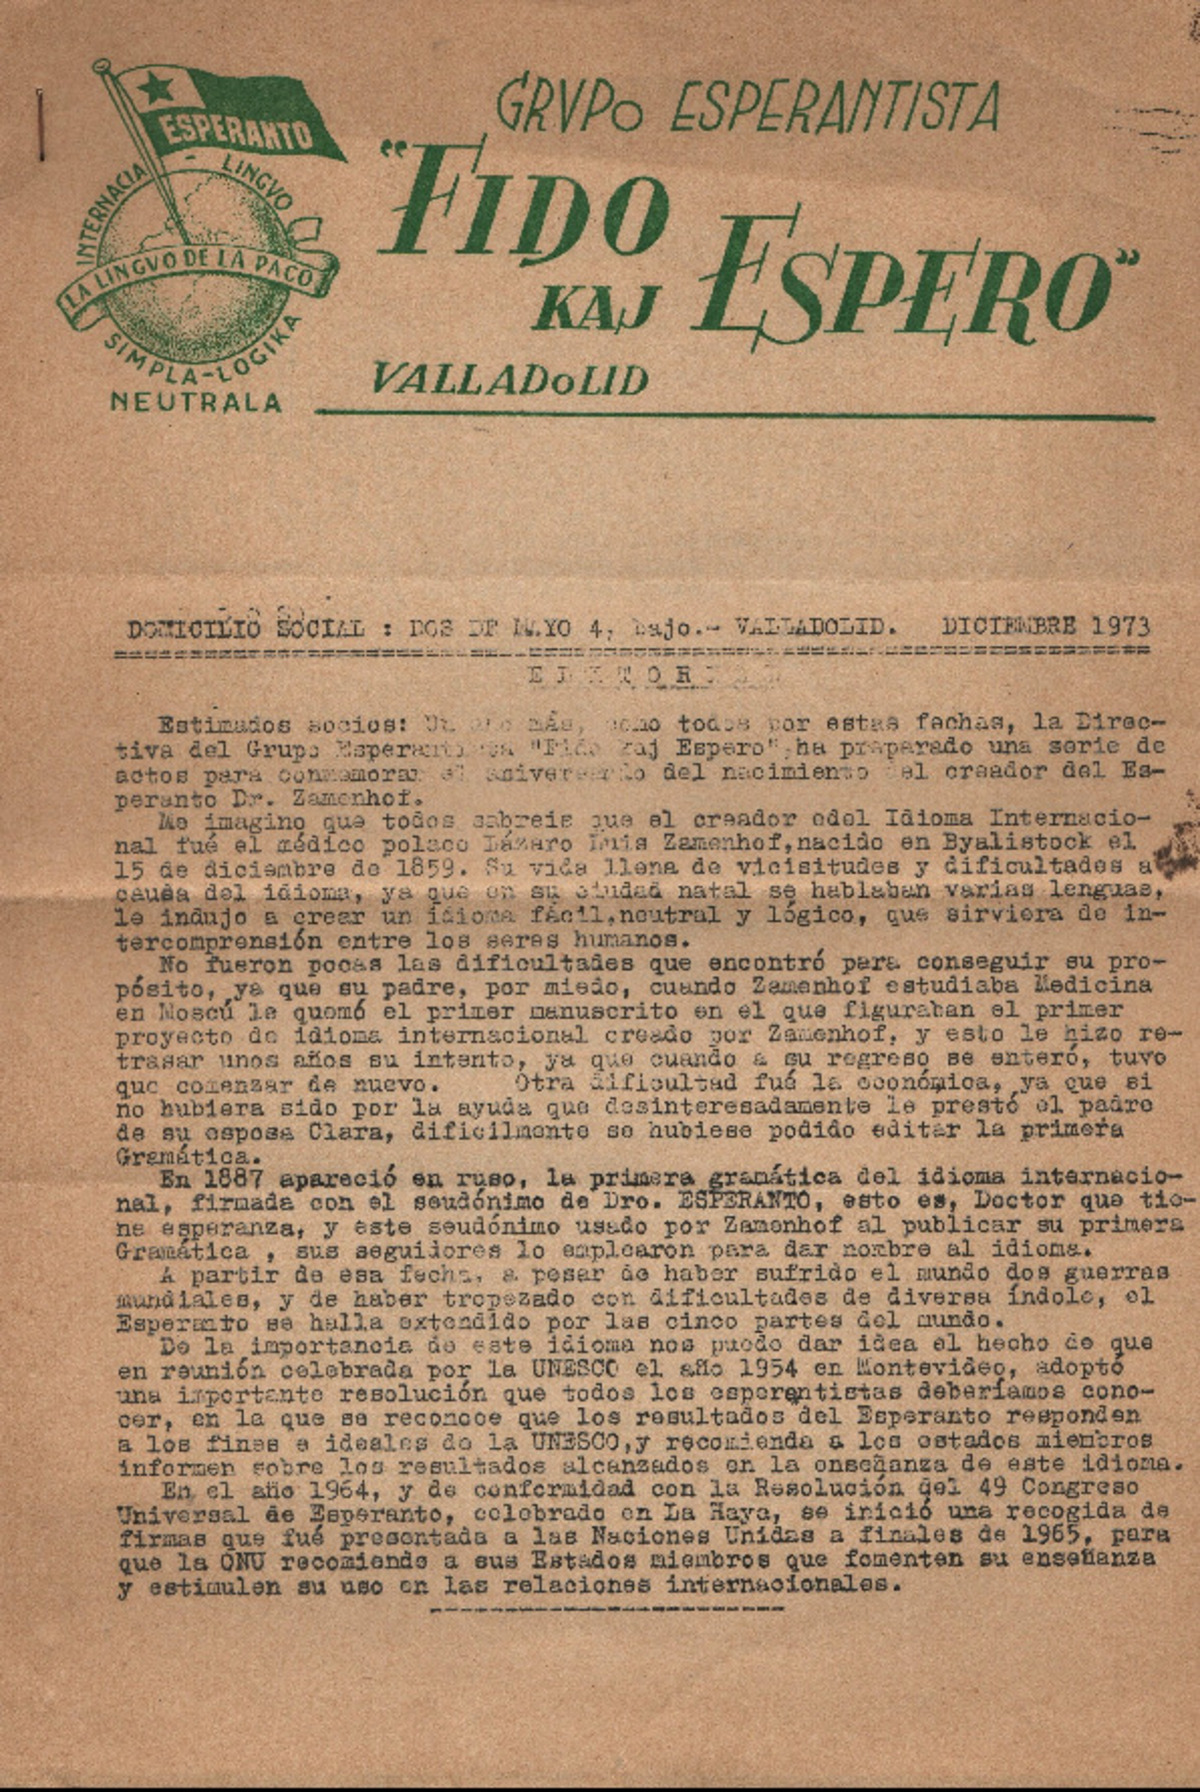 ESPERANTO
INTERNACIA - LINGVO
LA LINGVO DE LA PACO
SIMPLA-LOGIKA
NEUTRALA
GRVPO ESPERANTISTA
"FIDO
KAJ ESPERO"
VALLADOLID
DOMICILIO SOCIAL : DOS DE MAYO 4, bajo.- VALLADOLID. DICIEMBRE 1973
Estimados socios: Un año más, como todos por estas fechas, la Direc-
tiva del Grupo Esperantista "Fido kaj Espero", ha preparado una serie de
actos para conmemorar el aniversario del nacimiento del creador del Es-
peranto Dr. Zamenhof.
Me imagino que todos sabreis que el creador odel Idioma Internacio-
nal fué el médico polaco Lázaro Luis Zamenhof,nacido en Byalistock el
15 de diciembre de 1859. Su vida llena de vicisitudes y dificultades a
causa del idioma, ya que en su ciudad natal se hablaban varias lenguas,
le indujo a crear un idioma fácil,neutral y lógico, que sirviera de in-
tercomprensión entre los seres humanos.
No fueron pocas las dificultades que encontró para conseguir su pro-
pósito, ya que su padre, por miedo, cuando Zamenhof estudiaba Medicina
en Moscú le quemó el primer manuscrito en el que figuraban el primer
proyecto de idioma internacional creado por Zamenhof, y esto le hizo re-
trasar unos años su intento, ya que cuando a su regreso se enteró, tuvo
que comenzar de nuevo. Otra dificultad fué la económica, ya que si
no hubiera sido por la ayuda que desinteresadamente le prestó el padre
de su esposa Clara, dificilmente se hubiese podido editar la primera
Gramática.
En 1887 apareció en ruso, la primera gramática del idioma internacio-
nal, firmada con el seudónimo de Dro. ESPERANTO, esto es, Doctor que tie-
ne esperanza, y este seudónimo usado por Zamenhof al publicar su primera
Gramática , sus seguidores lo emplearon para dar nombre al idioma.
A partir de esa fecha, a pesar de haber sufrido el mundo dos guerras
mundiales, y de haber tropezado con dificultades de diversa índole, el
Esperanto se halla extendido por las cinco partes del mundo.
De la importancia de este idioma nos puede dar idea el hecho de que
en reunión celebrada por la UNESCO el año 1954 en Montevideo, adoptó
una importante resolución que todos los esperantistas deberíamos cono-
cer, en la que se reconoce que los resultados del Esperanto responden
a los fines e ideales de la UNESCO,y recomienda a los estados miembros
informen sobre los resultados alcanzados en la enseñanza de este idioma.
En el año 1964, y de conformidad con la Resolución del 49 Congreso
Universal de Esperanto, celebrado en La Haya, se inició una recogida de
firmas que fué presentada a las Naciones Unidas a finales de 1965, para
que la ONU recomiende a sus Estados miembros que fomenten su enseñanza
y estimulen su uso en las relaciones internacionales.